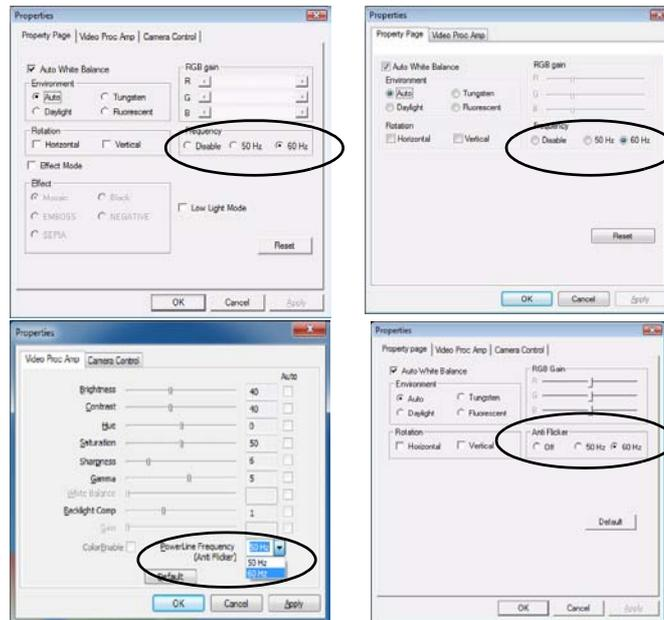 Properties
Property Page Video Proc Amp Camera Control
Auto White Balance
Environment
Auto Tungsten
Daylight Fluorescent
RGB gain
R
G
B
Rotation
Horizontal Vertical
Frequency
Disable 50 Hz 60 Hz
Effect Mode
Effect
Mosaic Black
EMBOSS NEGATIVE
SEPIA
Low Light Mode
Reset
OK Cancel Apply
Properties
Property Page Video Proc Amp
Auto White Balance
Environment
Auto Tungsten
Daylight Fluorescent
RGB gain
R
G
B
Rotation
Horizontal Vertical
Frequency
Disable 50 Hz 60 Hz
Reset
OK Cancel Apply
Properties
Video Proc Amp Camera Control
Auto
Brightness 40
Contrast 40
Hue 0
Saturation 50
Sharpness 6
Gamma 5
White Balance
Backlight Comp 1
Gain
ColorEnable
PowerLine Frequency
(Anti Flicker)
50 Hz
60 Hz
Default
OK Cancel Apply
Properties
Property page Video Proc Amp Camera Control
Auto White Balance
Environment
Auto Tungsten
Daylight Fluorescent
RGB Gain
R
G
B
Rotation
Horizontal Vertical
Anti Flicker
Off 50 Hz 60 Hz
Default
OK Cancel Apply